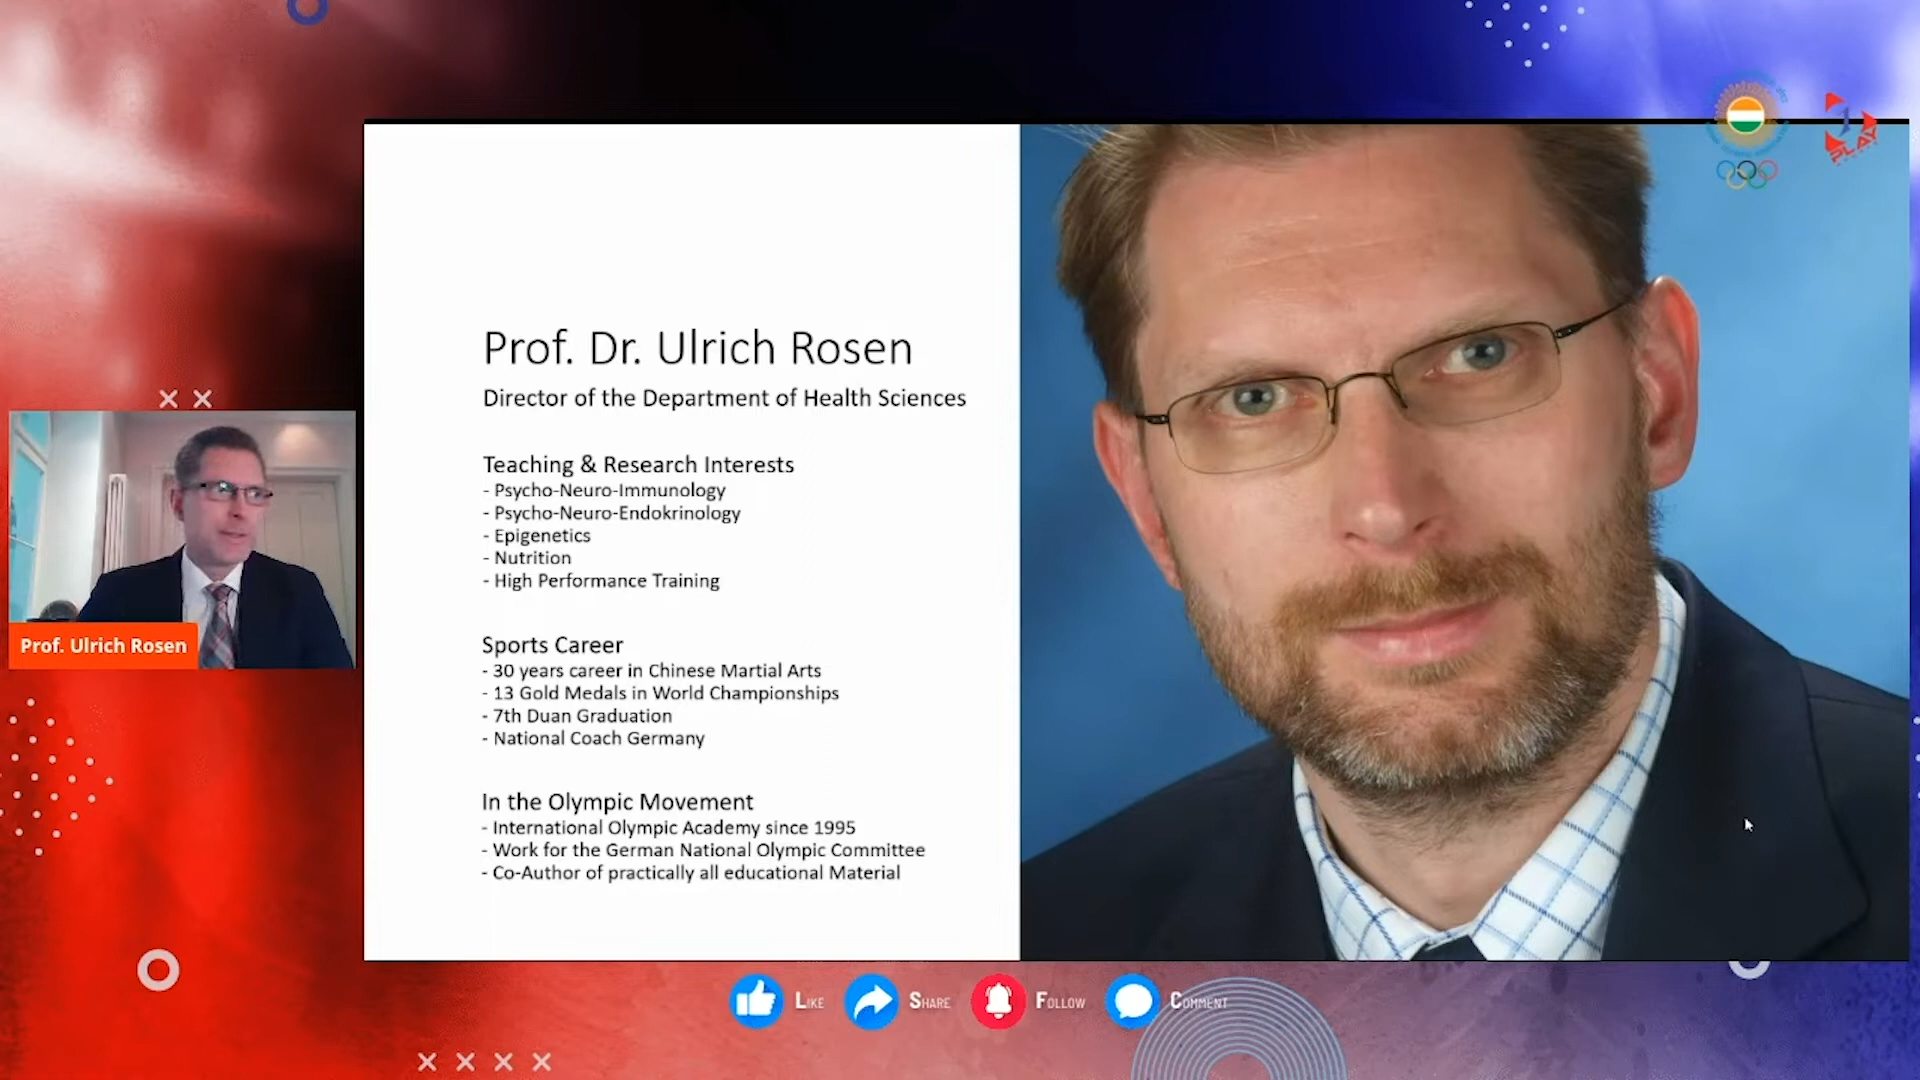 Prof. Dr. Ulrich Rosen
Director of the Department of Health Sciences
Teaching & Research Interests
- Psycho-Neuro-Immunology
- Psycho-Neuro-Endokrinology
- Epigenetics
- Nutrition
- High Performance Training
Sports Career
- 30 years career in Chinese Martial Arts
- 13 Gold Medals in World Championships
- 7th Duan Graduation
- National Coach Germany
In the Olympic Movement
- International Olympic Academy since 1995
- Work for the German National Olympic Committee
- Co-Author of practically all educational Material
Prof. Ulrich Rosen
PLAY
Like Share Follow Comment